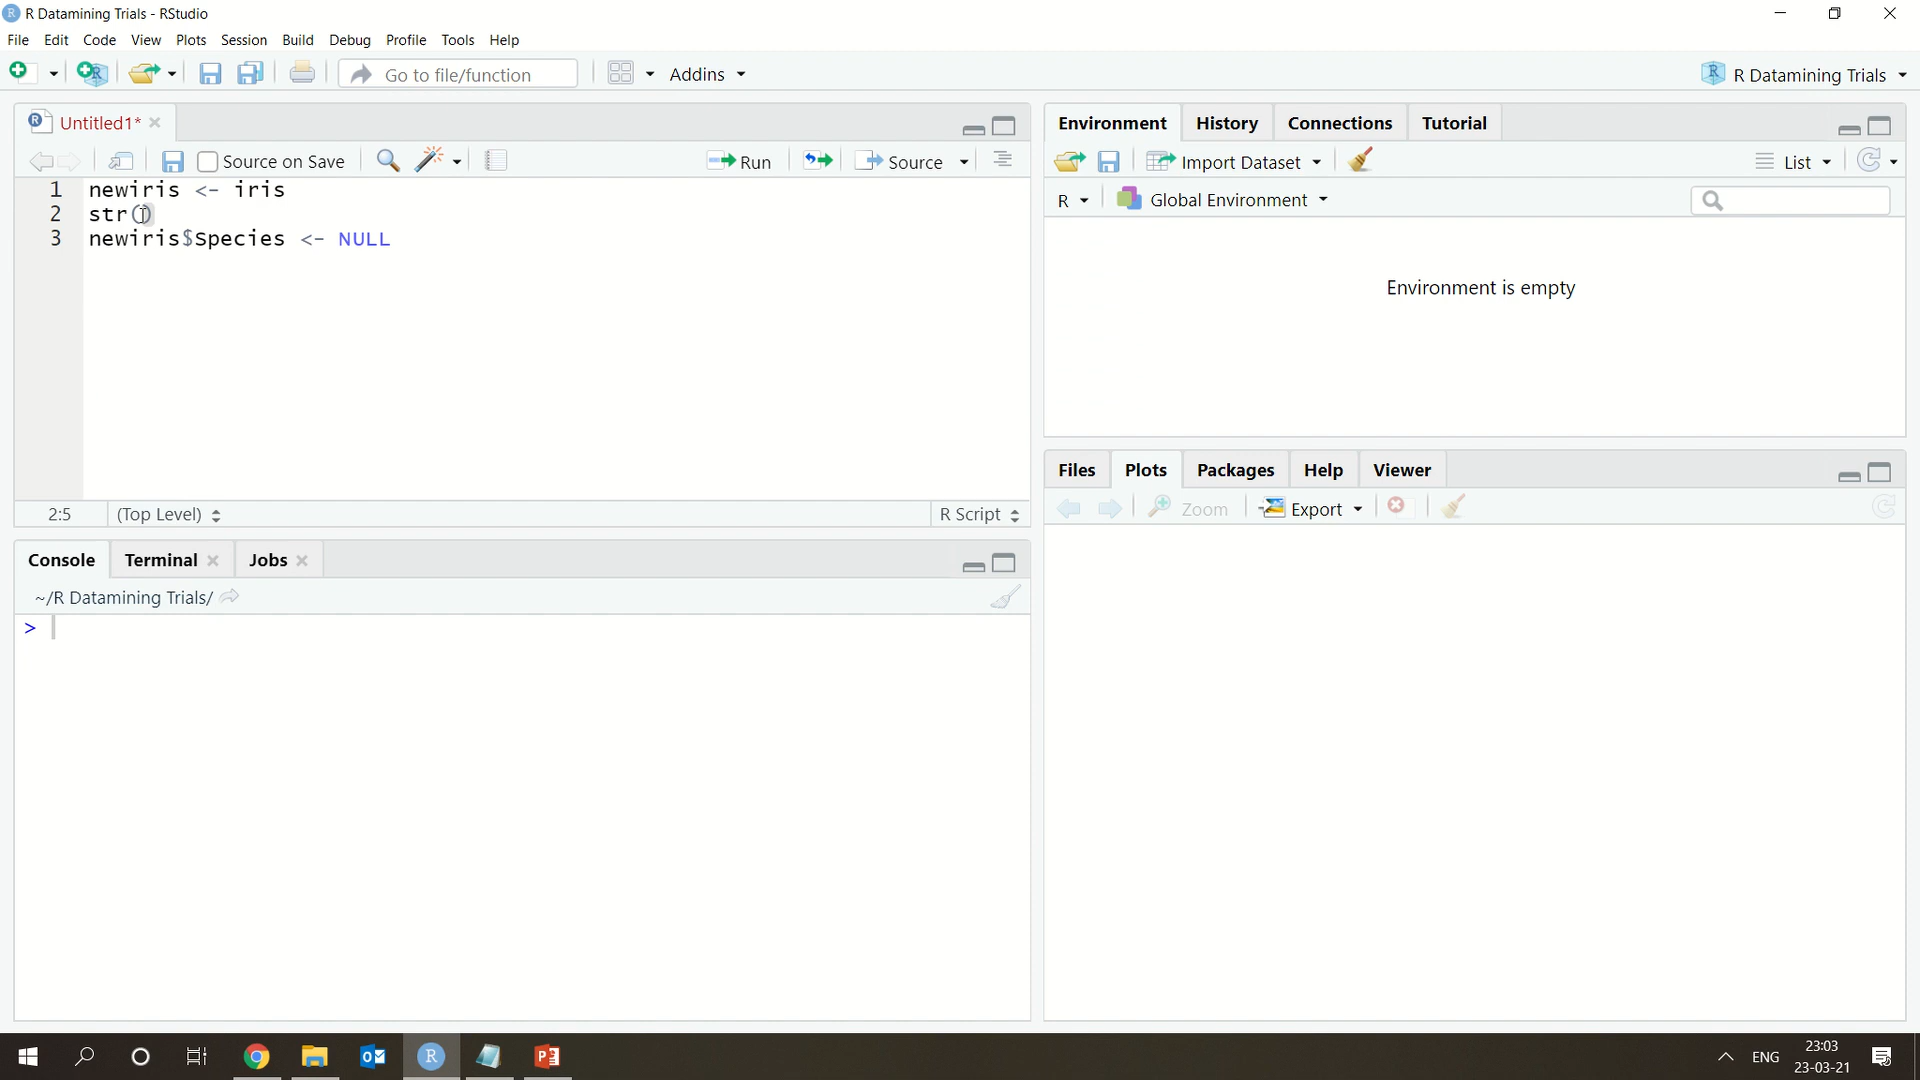 R Datamining Trials - RStudio
File Edit Code View Plots Session Build Debug Profile Tools Help
Go to file/function Addins R Datamining Trials
Untitled1*
Source on Save Run Source
1 newiris <- iris
2 str()
3 newiris$Species <- NULL
2:5 (Top Level) R Script
Console Terminal Jobs
~/R Datamining Trials/
>
Environment History Connections Tutorial
Import Dataset List
R Global Environment
Environment is empty
Files Plots Packages Help Viewer
Zoom Export
ENG 23:03
23-03-21